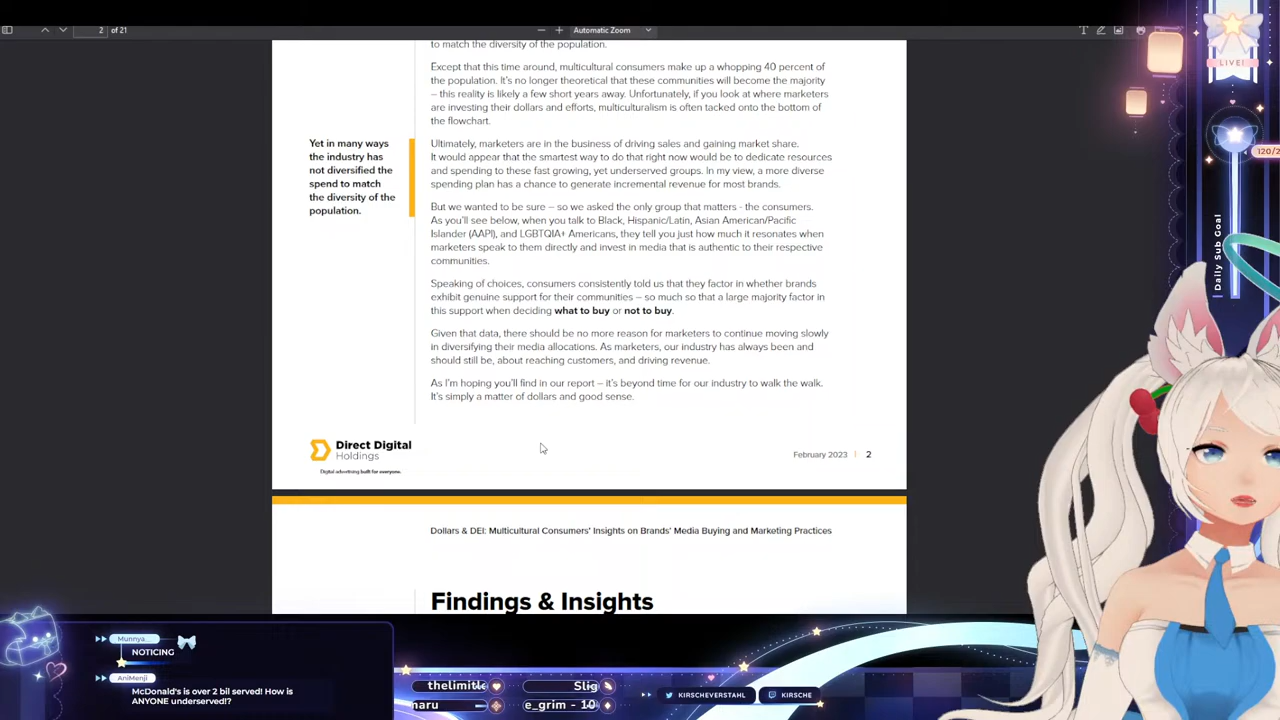 2 of 21
Automatic Zoom
to match the diversity of the population.
Except that this time around, multicultural consumers make up a whopping 40 percent of
the population. It's no longer theoretical that these communities will become the majority
– this reality is likely a few short years away. Unfortunately, if you look at where marketers
are investing their dollars and efforts, multiculturalism is often tacked onto the bottom of
the flowchart.
Yet in many ways
the industry has
not diversified the
spend to match
the diversity of the
population.
Ultimately, marketers are in the business of driving sales and gaining market share.
It would appear that the smartest way to do that right now would be to dedicate resources
and spending to these fast growing, yet underserved groups. In my view, a more diverse
spending plan has a chance to generate incremental revenue for most brands.
But we wanted to be sure – so we asked the only group that matters - the consumers.
As you'll see below, when you talk to Black, Hispanic/Latin, Asian American/Pacific
Islander (AAPI), and LGBTQIA+ Americans, they tell you just how much it resonates when
marketers speak to them directly and invest in media that is authentic to their respective
communities.
Speaking of choices, consumers consistently told us that they factor in whether brands
exhibit genuine support for their communities – so much so that a large majority factor in
this support when deciding what to buy or not to buy.
Given that data, there should be no more reason for marketers to continue moving slowly
in diversifying their media allocations. As marketers, our industry has always been and
should still be, about reaching customers, and driving revenue.
As I'm hoping you'll find in our report – it's beyond time for our industry to walk the walk.
It's simply a matter of dollars and good sense.
Direct Digital
Holdings
Digital advertising built for everyone.
February 2023 | 2
Dollars & DEI: Multicultural Consumers' Insights on Brands' Media Buying and Marketing Practices
Findings & Insights
LIVE!
120/2
Daily Sub Goal
Munnya...
NOTICING
AniMenji
McDonald's is over 2 bil served! How is
ANYONE underserved!?
thelimitl
Slig
maru
e_grim - 10
KIRSCHEVERSTAHL
KIRSCHE